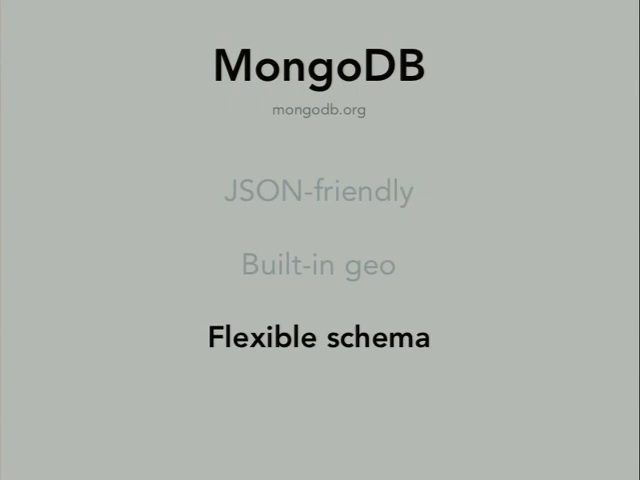 MongoDB
mongodb.org
JSON-friendly
Built-in geo
Flexible schema